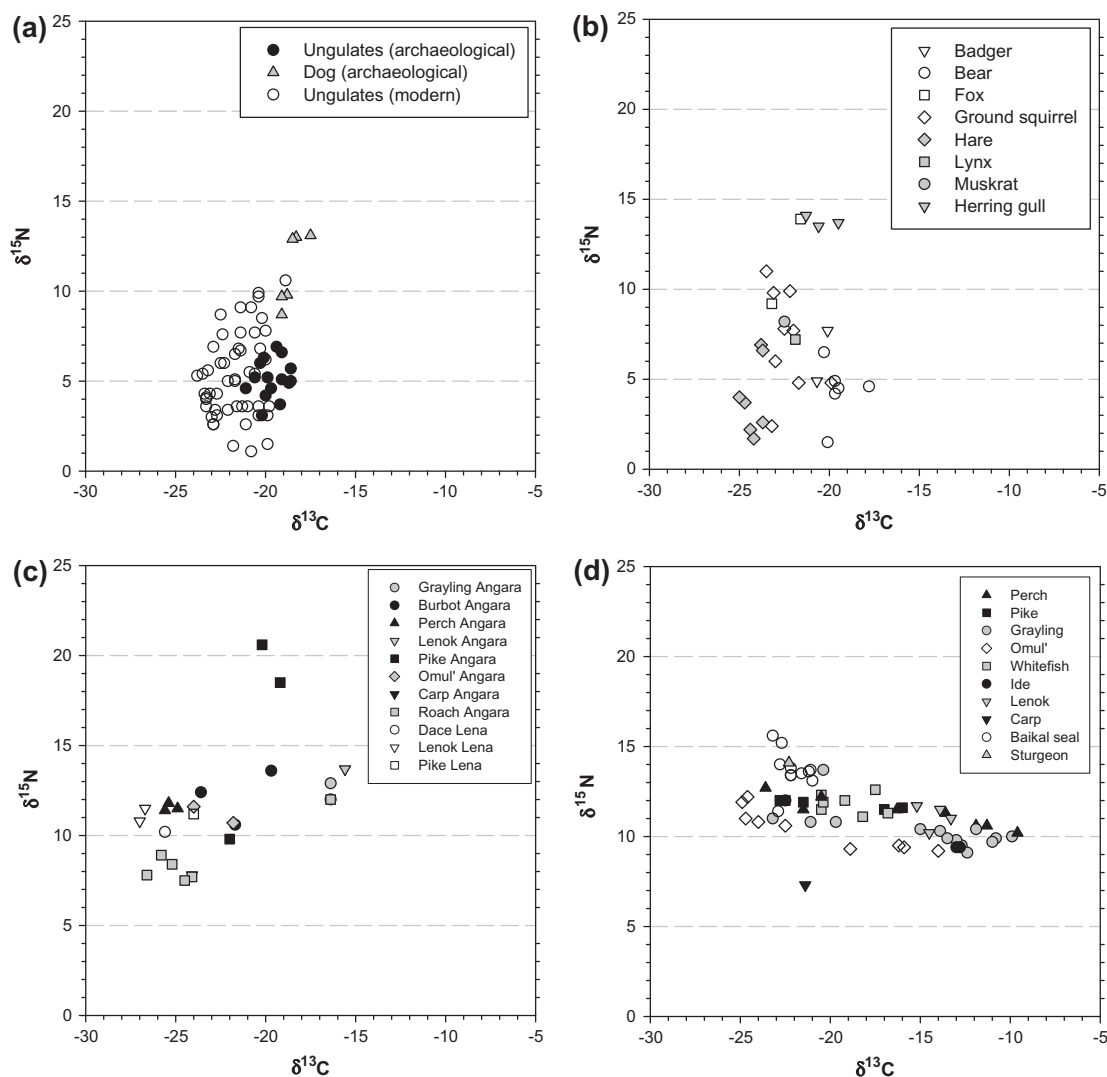 (a)
25
20
15
10
5
0
δ15N
Ungulates (archaeological)
Dog (archaeological)
Ungulates (modern)
-30 -25 -20 -15 -10 -5
δ13C
(b)
25
20
15
10
5
0
δ15N
Badger
Bear
Fox
Ground squirrel
Hare
Lynx
Muskrat
Herring gull
-30 -25 -20 -15 -10 -5
δ13C
(c)
25
20
15
10
5
0
δ15N
Grayling Angara
Burbot Angara
Perch Angara
Lenok Angara
Pike Angara
Omul' Angara
Carp Angara
Roach Angara
Dace Lena
Lenok Lena
Pike Lena
-30 -25 -20 -15 -10 -5
δ13C
(d)
25
20
15
10
5
0
δ15N
Perch
Pike
Grayling
Omul'
Whitefish
Ide
Lenok
Carp
Baikal seal
Sturgeon
-30 -25 -20 -15 -10 -5
δ13C